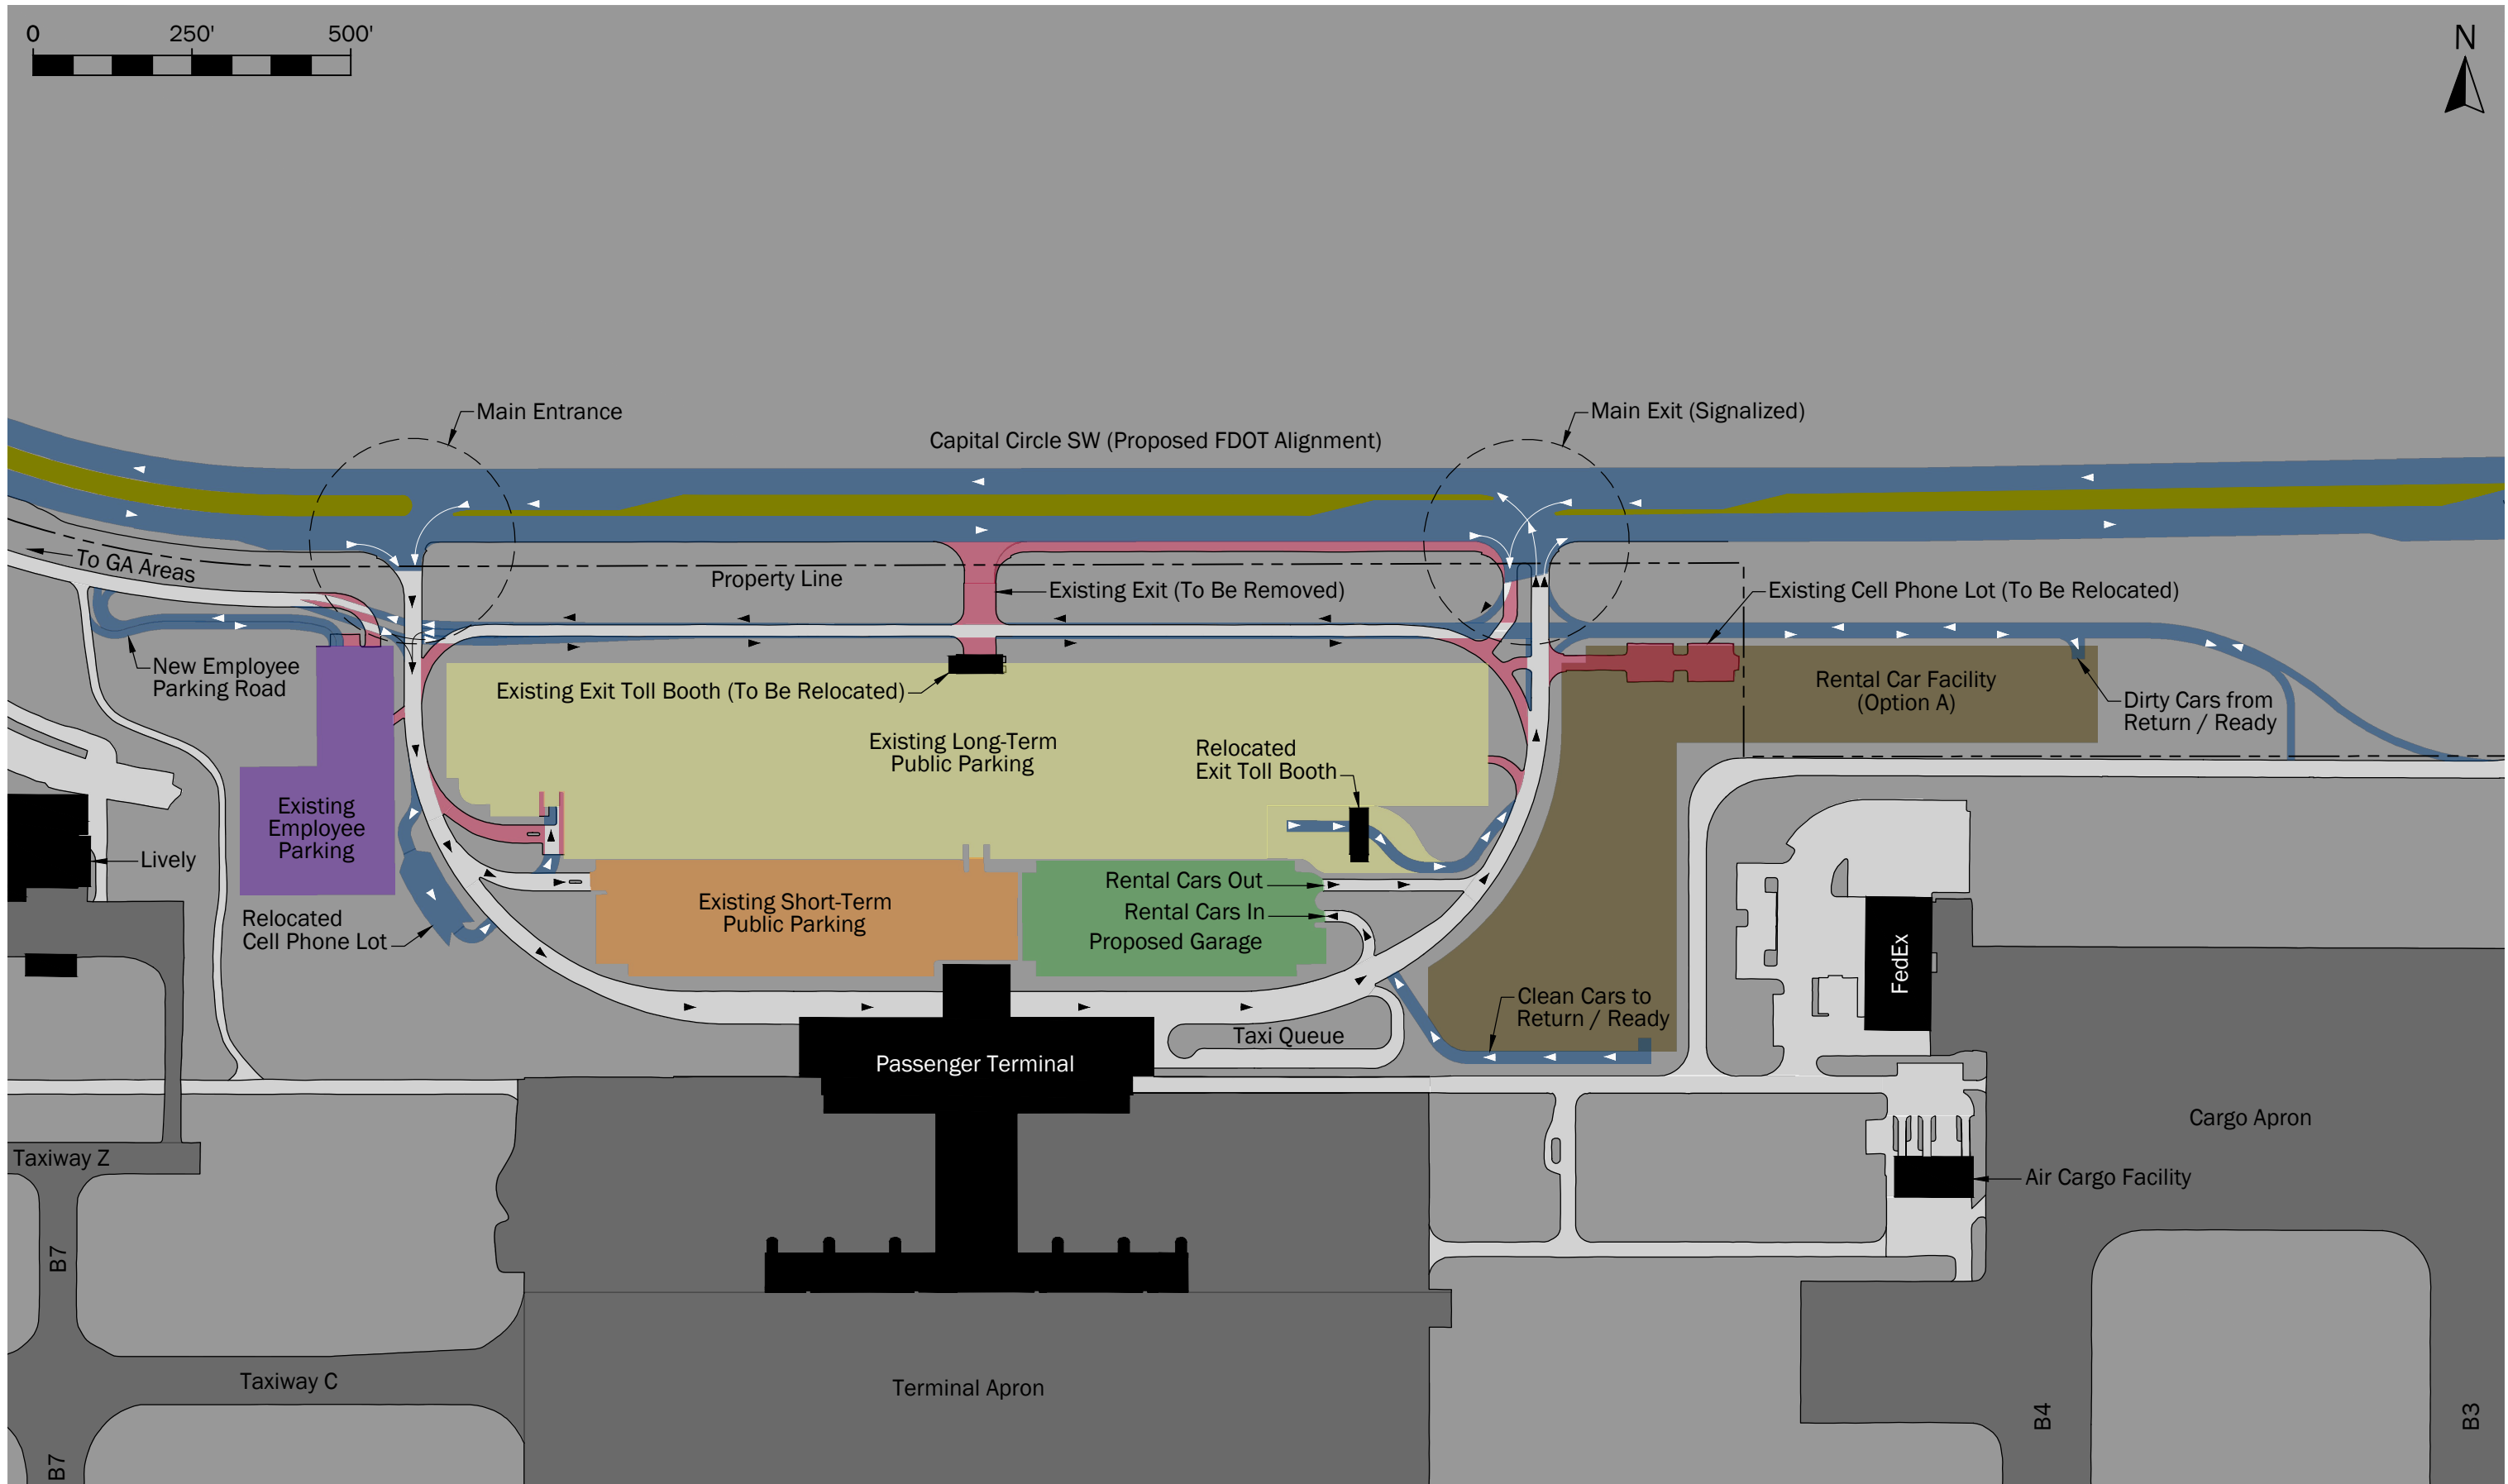 0 250' 500'
N
Main Entrance
Main Exit (Signalized)
Capital Circle SW (Proposed FDOT Alignment)
To GA Areas
Property Line
Existing Exit (To Be Removed)
Existing Cell Phone Lot (To Be Relocated)
New Employee
Parking Road
Existing Exit Toll Booth (To Be Relocated)
Rental Car Facility
(Option A)
Dirty Cars from
Return / Ready
Existing Long-Term
Public Parking
Relocated
Exit Toll Booth
Existing
Employee
Parking
Lively
Rental Cars Out
Rental Cars In
Proposed Garage
Existing Short-Term
Public Parking
Relocated
Cell Phone Lot
FedEx
Clean Cars to
Return / Ready
Taxi Queue
Passenger Terminal
Cargo Apron
Taxiway Z
Air Cargo Facility
B7
Taxiway C
Terminal Apron
B4
B3
B7